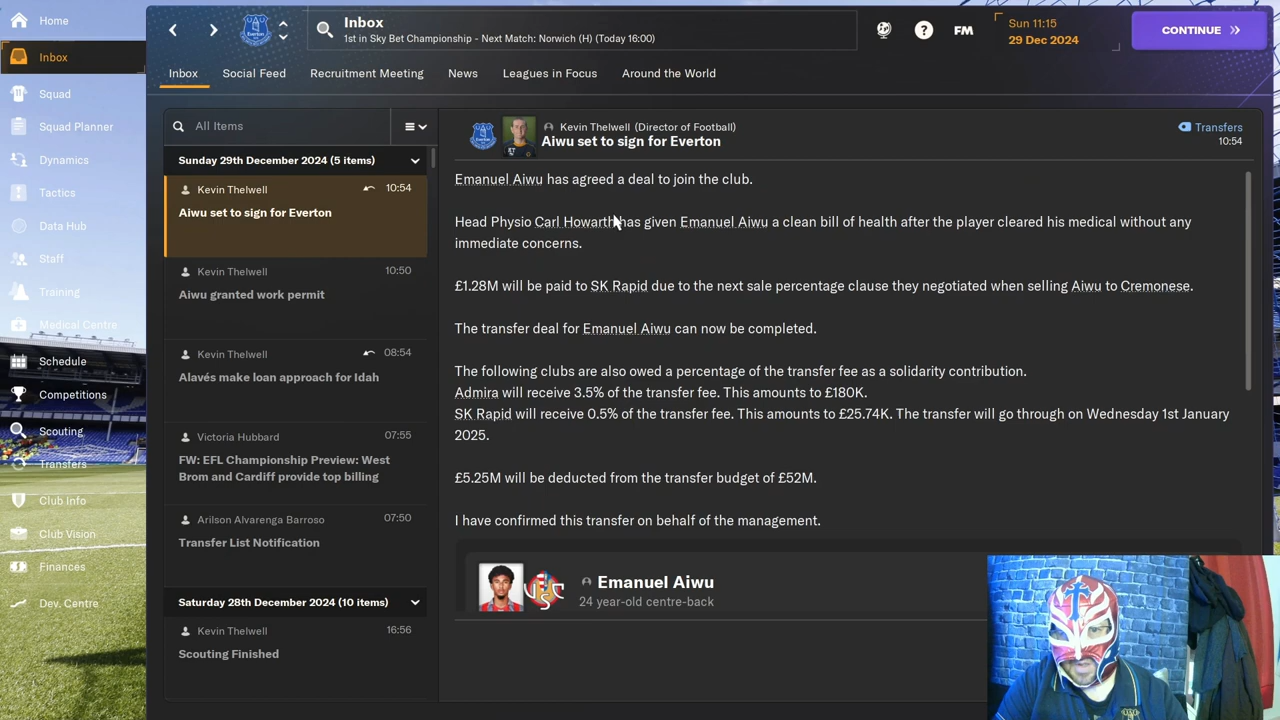 Home
Inbox
Squad
Squad Planner
Dynamics
Tactics
Data Hub
Staff
Training
Medical Centre
Schedule
Competitions
Scouting
Transfers
Club Info
Club Vision
Finances
Dev. Centre
Everton
Inbox
1st in Sky Bet Championship - Next Match: Norwich (H) (Today 16:00)
FM
Sun 11:15
29 Dec 2024
CONTINUE
Inbox
Social Feed
Recruitment Meeting
News
Leagues in Focus
Around the World
All Items
Sunday 29th December 2024 (5 items)
Kevin Thelwell
10:54
Aiwu set to sign for Everton
Kevin Thelwell
10:50
Aiwu granted work permit
Kevin Thelwell
08:54
Alavés make loan approach for Idah
Victoria Hubbard
07:55
FW: EFL Championship Preview: West
Brom and Cardiff provide top billing
Arilson Alvarenga Barroso
07:50
Transfer List Notification
Saturday 28th December 2024 (10 items)
Kevin Thelwell
16:56
Scouting Finished
Kevin Thelwell (Director of Football)
Aiwu set to sign for Everton
Transfers
10:54
Emanuel Aiwu has agreed a deal to join the club.
Head Physio Carl Howarth has given Emanuel Aiwu a clean bill of health after the player cleared his medical without any
immediate concerns.
£1.28M will be paid to SK Rapid due to the next sale percentage clause they negotiated when selling Aiwu to Cremonese.
The transfer deal for Emanuel Aiwu can now be completed.
The following clubs are also owed a percentage of the transfer fee as a solidarity contribution.
Admira will receive 3.5% of the transfer fee. This amounts to £180K.
SK Rapid will receive 0.5% of the transfer fee. This amounts to £25.74K. The transfer will go through on Wednesday 1st January
2025.
£5.25M will be deducted from the transfer budget of £52M.
I have confirmed this transfer on behalf of the management.
Emanuel Aiwu
24 year-old centre-back